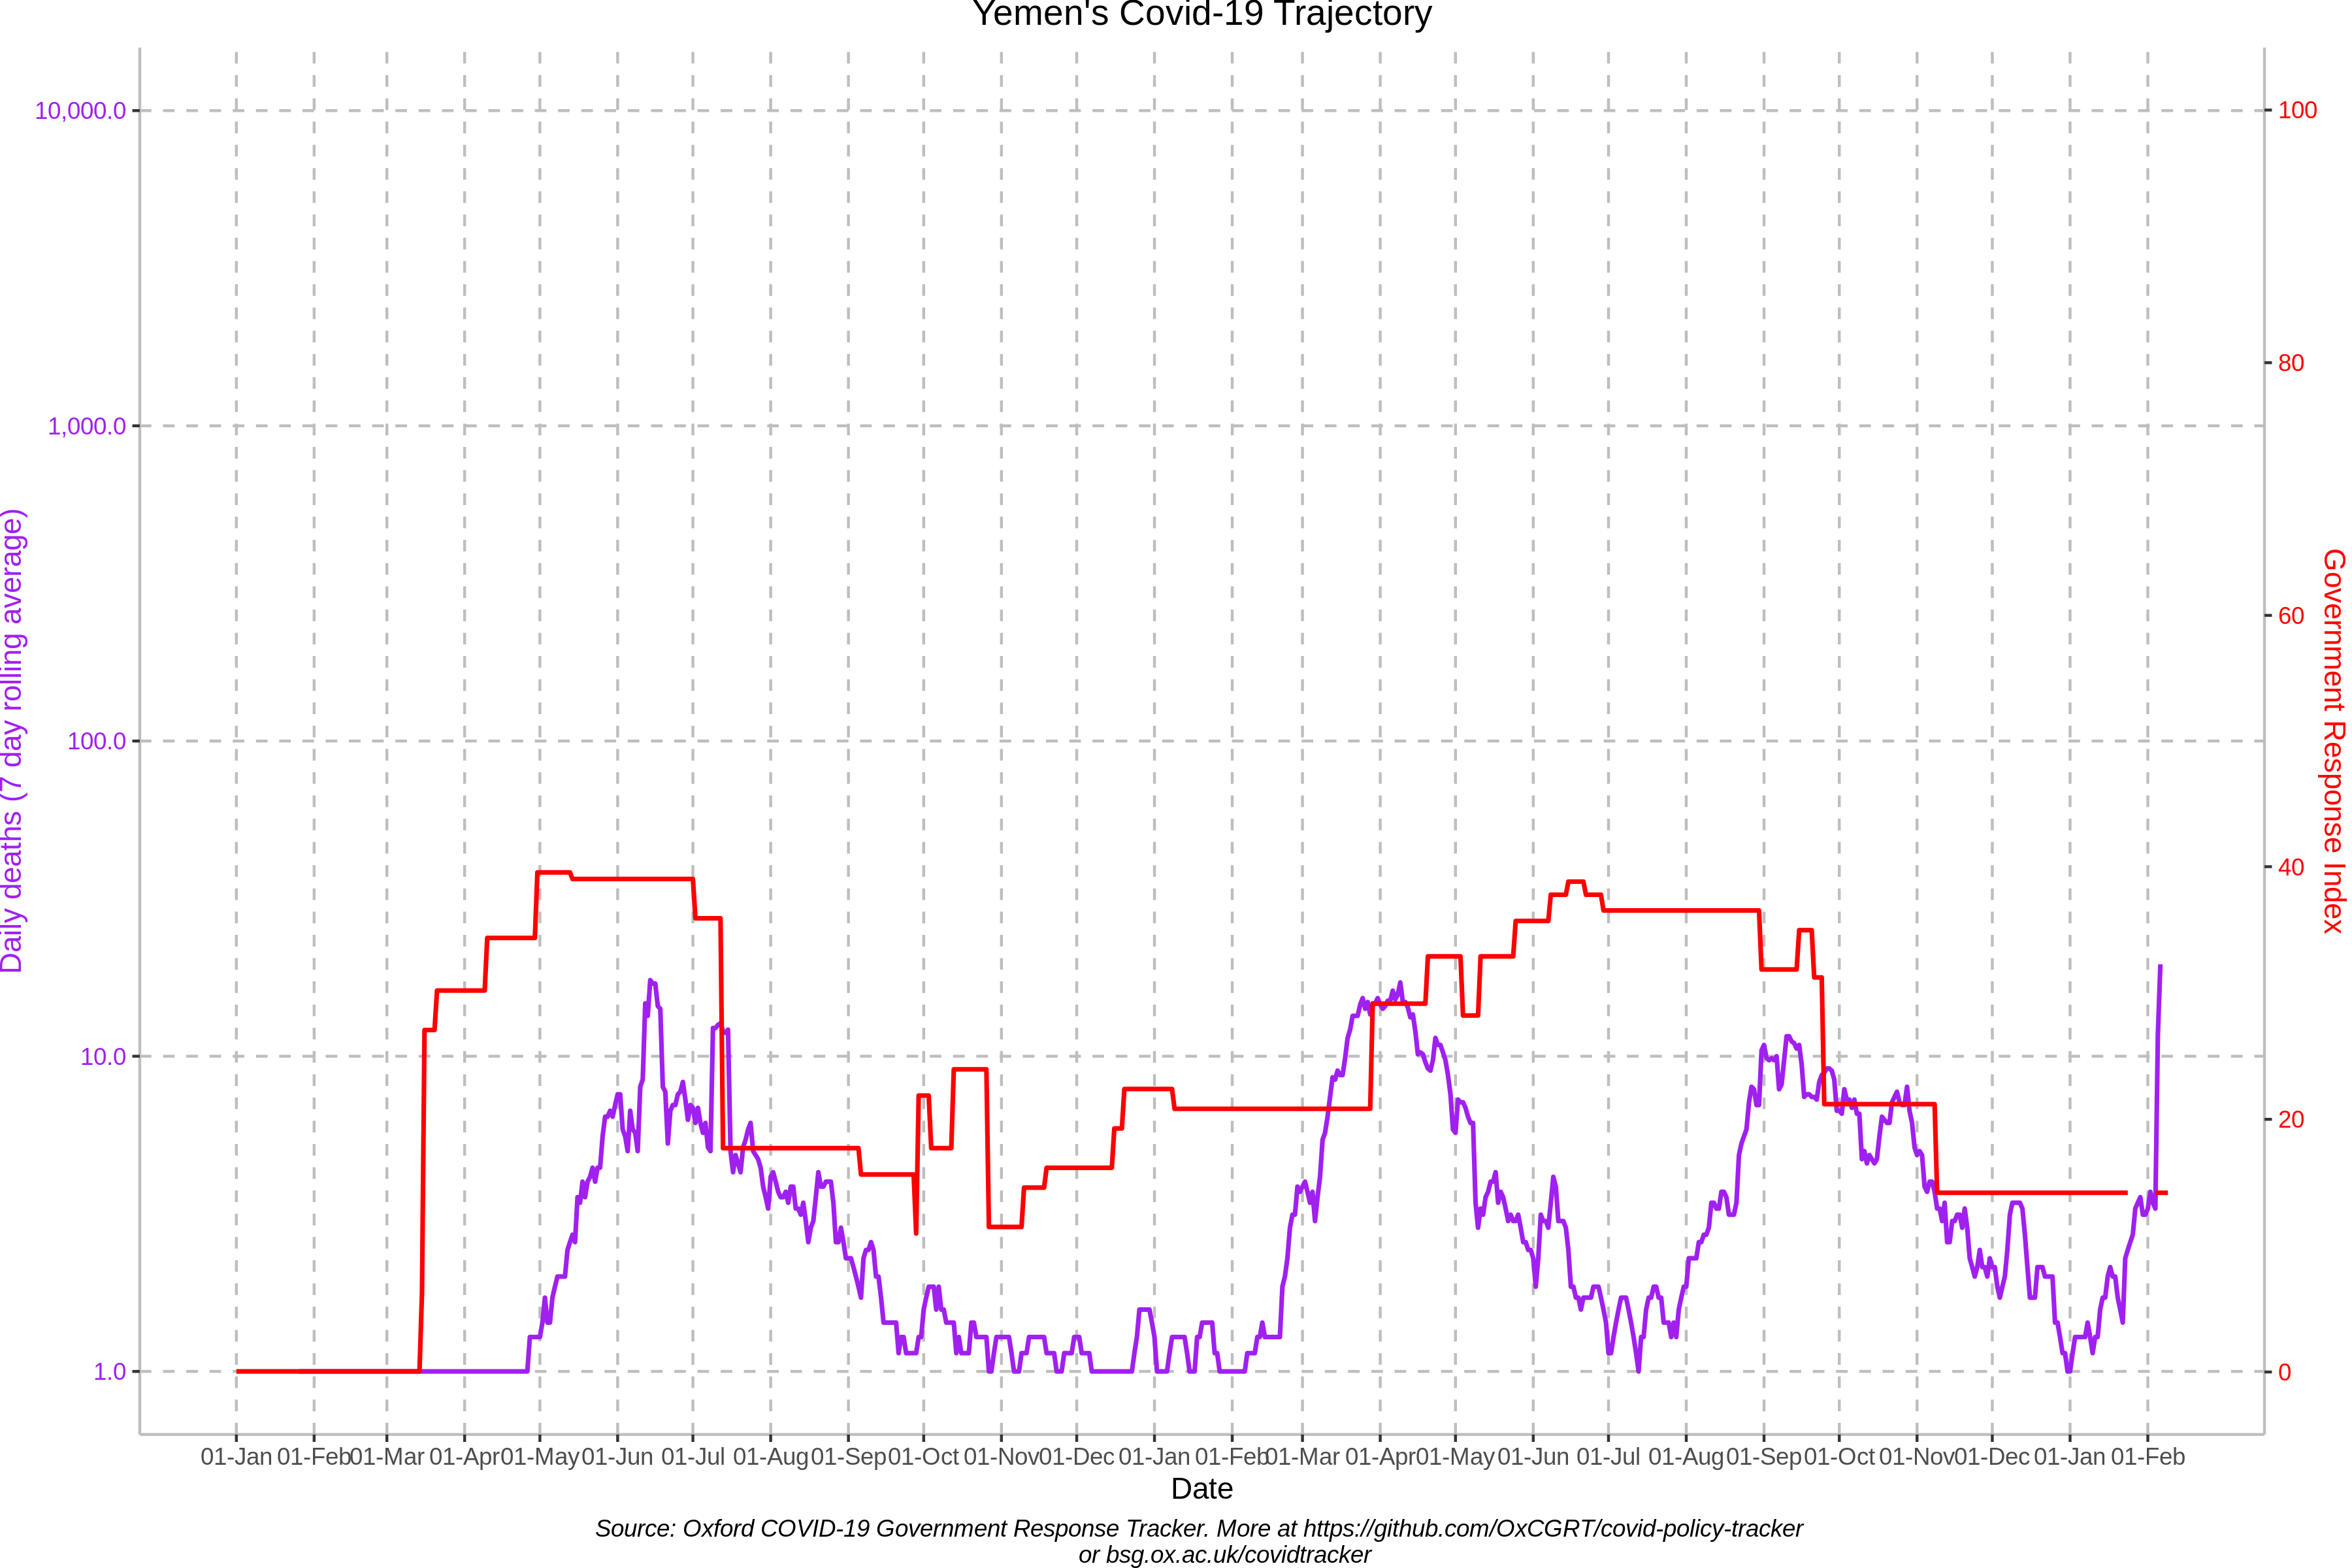 Yemen's Covid-19 Trajectory
10,000.0
1,000.0
100.0
10.0
1.0
Daily deaths (7 day rolling average)
100
80
60
40
20
0
Government Response Index
01-Jan 01-Feb 01-Mar 01-Apr 01-May 01-Jun 01-Jul 01-Aug 01-Sep 01-Oct 01-Nov 01-Dec 01-Jan 01-Feb 01-Mar 01-Apr 01-May 01-Jun 01-Jul 01-Aug 01-Sep 01-Oct 01-Nov 01-Dec 01-Jan 01-Feb
Date
Source: Oxford COVID-19 Government Response Tracker. More at https://github.com/OxCGRT/covid-policy-tracker
or bsg.ox.ac.uk/covidtracker